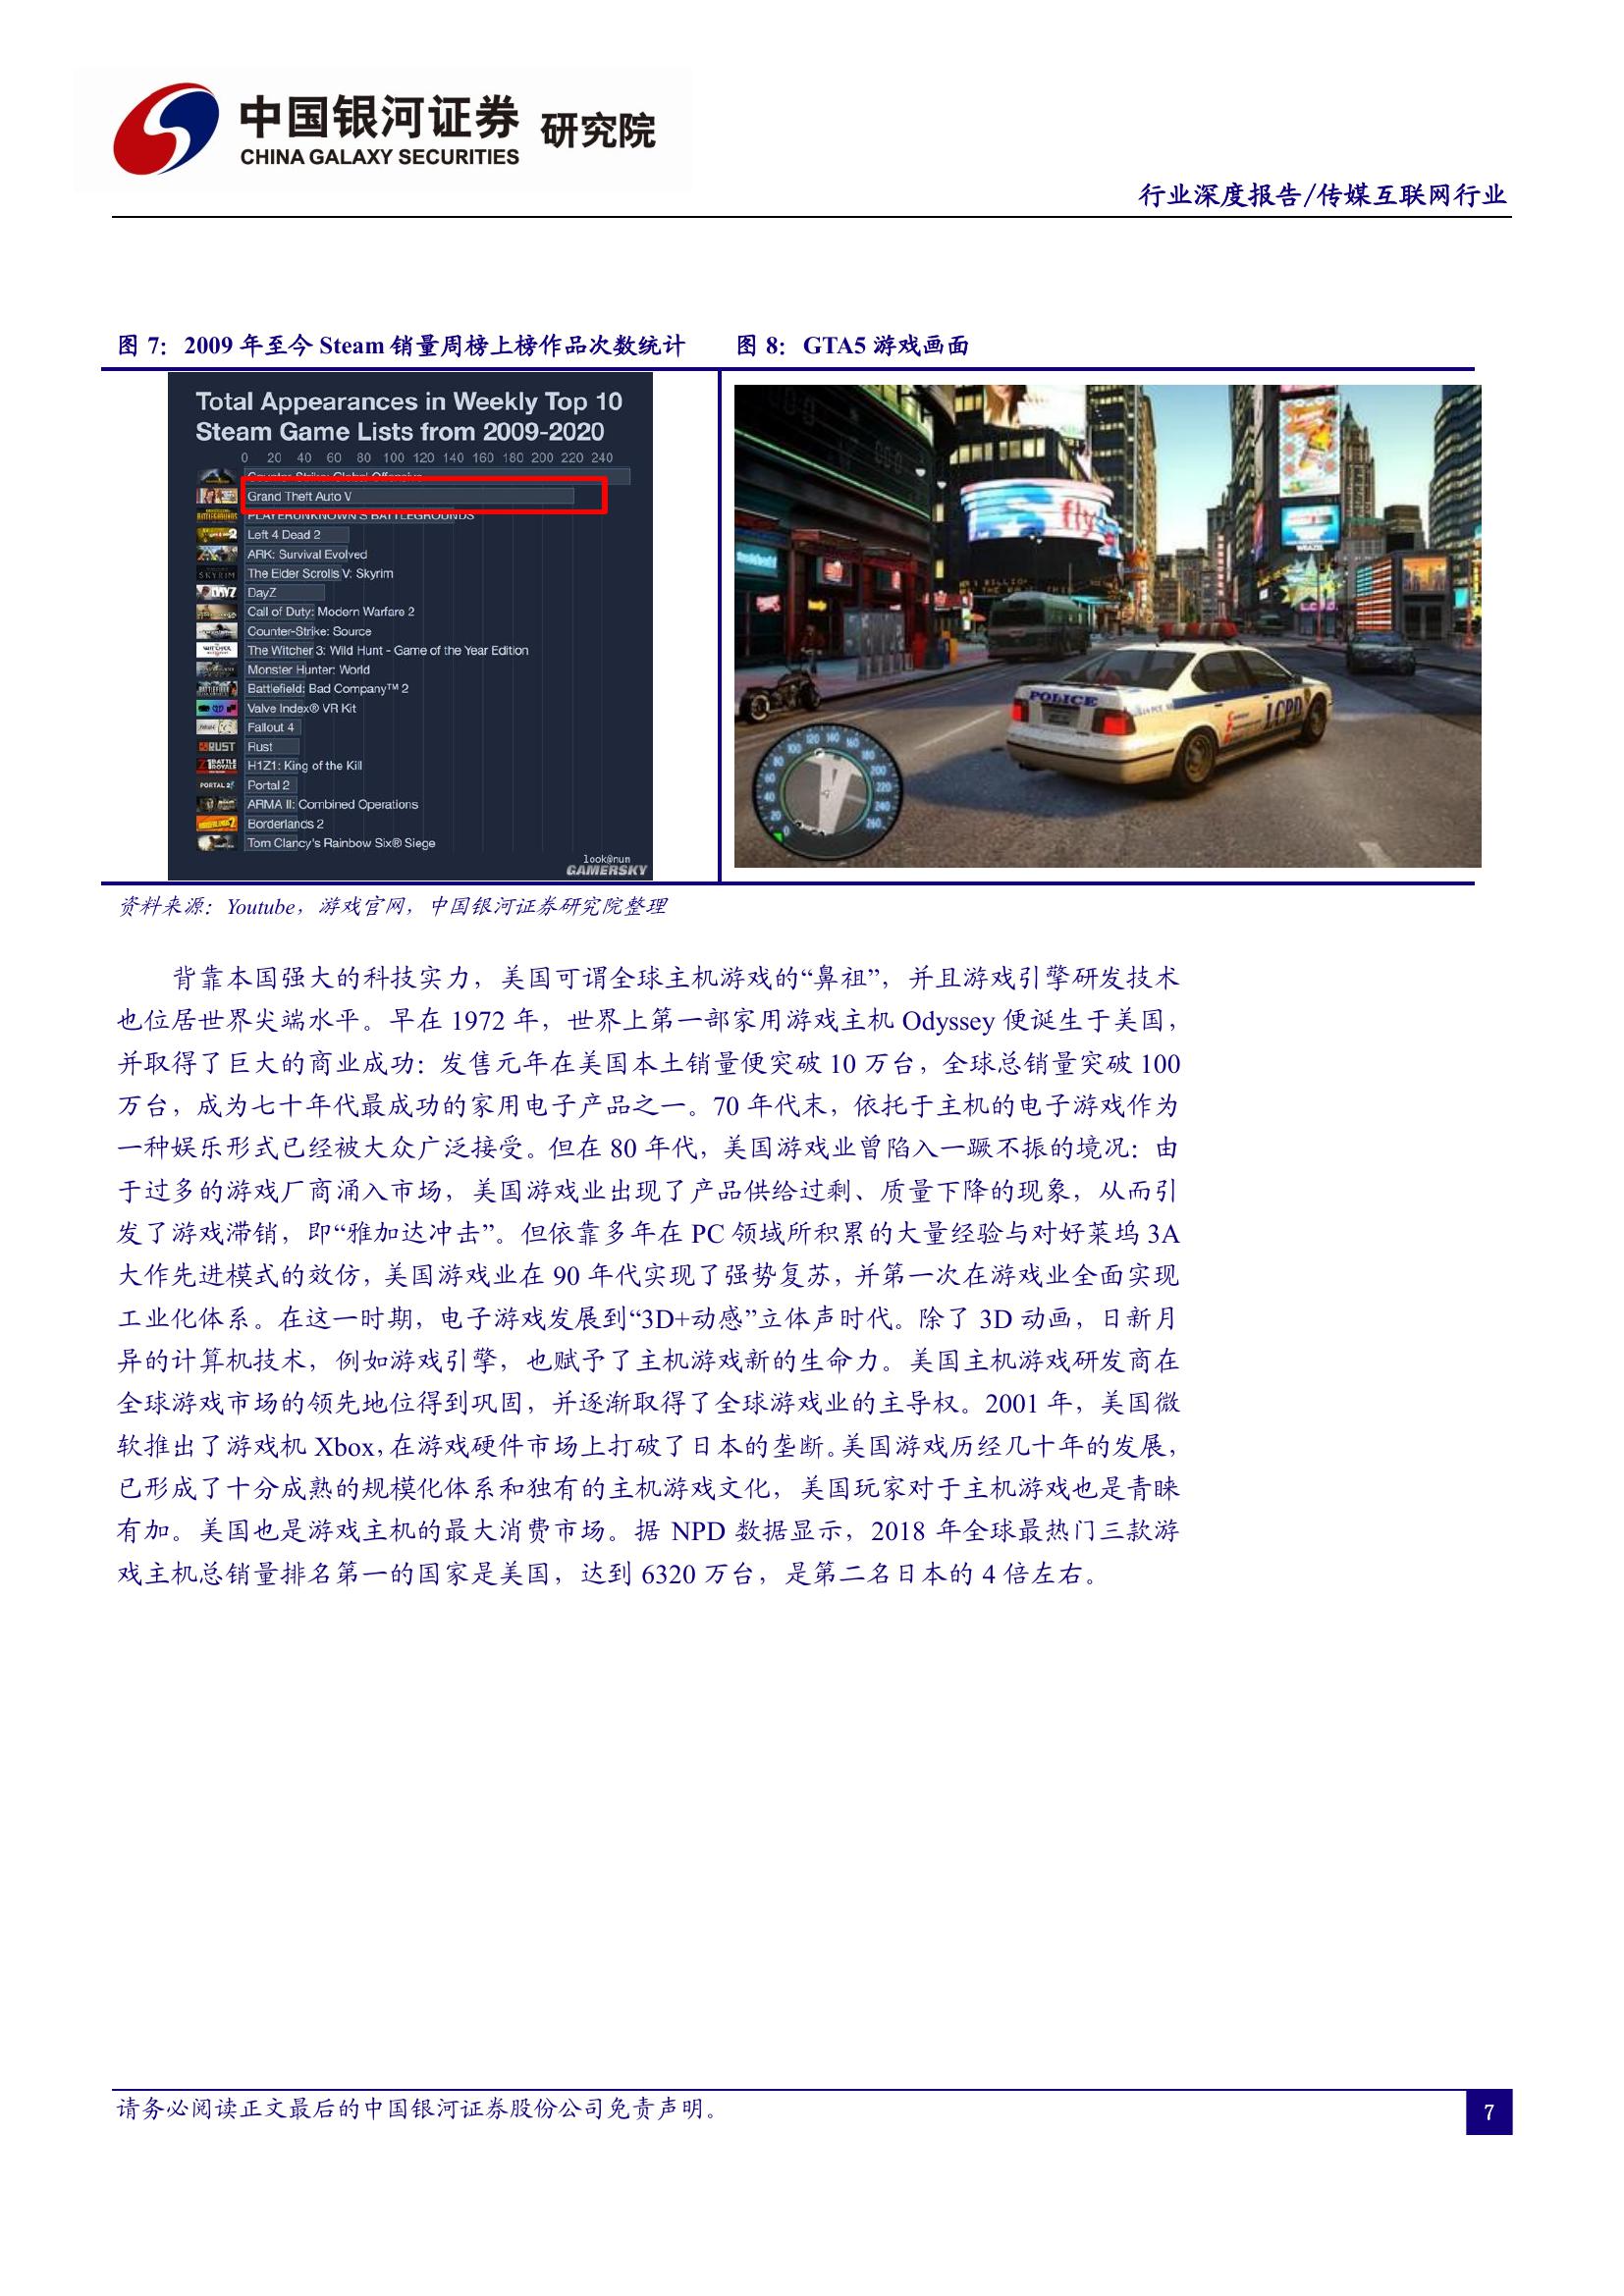 中国银河证券 研究院
CHINA GALAXY SECURITIES
行业深度报告/传媒互联网行业
图 7：2009 年至今 Steam 销量周榜上榜作品次数统计
图 8：GTA5 游戏画面
Total Appearances in Weekly Top 10
Steam Game Lists from 2009-2020
0 20 40 60 80 100 120 140 160 180 200 220 240
Counter-Strike: Global Offensive
Grand Theft Auto V
PLAYERUNKNOWN'S BATTLEGROUNDS
Left 4 Dead 2
ARK: Survival Evolved
The Elder Scrolls V: Skyrim
DayZ
Call of Duty: Modern Warfare 2
Counter-Strike: Source
The Witcher 3: Wild Hunt - Game of the Year Edition
Monster Hunter: World
Battlefield: Bad Company™ 2
Valve Index® VR Kit
Fallout 4
Rust
H1Z1: King of the Kill
Portal 2
ARMA II: Combined Operations
Borderlands 2
Tom Clancy's Rainbow Six® Siege
look@num
GAMERSKY
fly
POLICE
LCPD
0 20 40 60 80 100 120 140 160 180 200 220 240 260
资料来源：Youtube，游戏官网，中国银河证券研究院整理
背靠本国强大的科技实力，美国可谓全球主机游戏的“鼻祖”，并且游戏引擎研发技术
也位居世界尖端水平。早在 1972 年，世界上第一部家用游戏主机 Odyssey 便诞生于美国，
并取得了巨大的商业成功：发售元年在美国本土销量便突破 10 万台，全球总销量突破 100
万台，成为七十年代最成功的家用电子产品之一。70 年代末，依托于主机的电子游戏作为
一种娱乐形式已经被大众广泛接受。但在 80 年代，美国游戏业曾陷入一蹶不振的境况：由
于过多的游戏厂商涌入市场，美国游戏业出现了产品供给过剩、质量下降的现象，从而引
发了游戏滞销，即“雅加达冲击”。但依靠多年在 PC 领域所积累的大量经验与对好莱坞 3A
大作先进模式的效仿，美国游戏业在 90 年代实现了强势复苏，并第一次在游戏业全面实现
工业化体系。在这一时期，电子游戏发展到“3D+动感”立体声时代。除了 3D 动画，日新月
异的计算机技术，例如游戏引擎，也赋予了主机游戏新的生命力。美国主机游戏研发商在
全球游戏市场的领先地位得到巩固，并逐渐取得了全球游戏业的主导权。2001 年，美国微
软推出了游戏机 Xbox，在游戏硬件市场上打破了日本的垄断。美国游戏历经几十年的发展，
已形成了十分成熟的规模化体系和独有的主机游戏文化，美国玩家对于主机游戏也是青睐
有加。美国也是游戏主机的最大消费市场。据 NPD 数据显示，2018 年全球最热门三款游
戏主机总销量排名第一的国家是美国，达到 6320 万台，是第二名日本的 4 倍左右。
请务必阅读正文最后的中国银河证券股份公司免责声明。
7